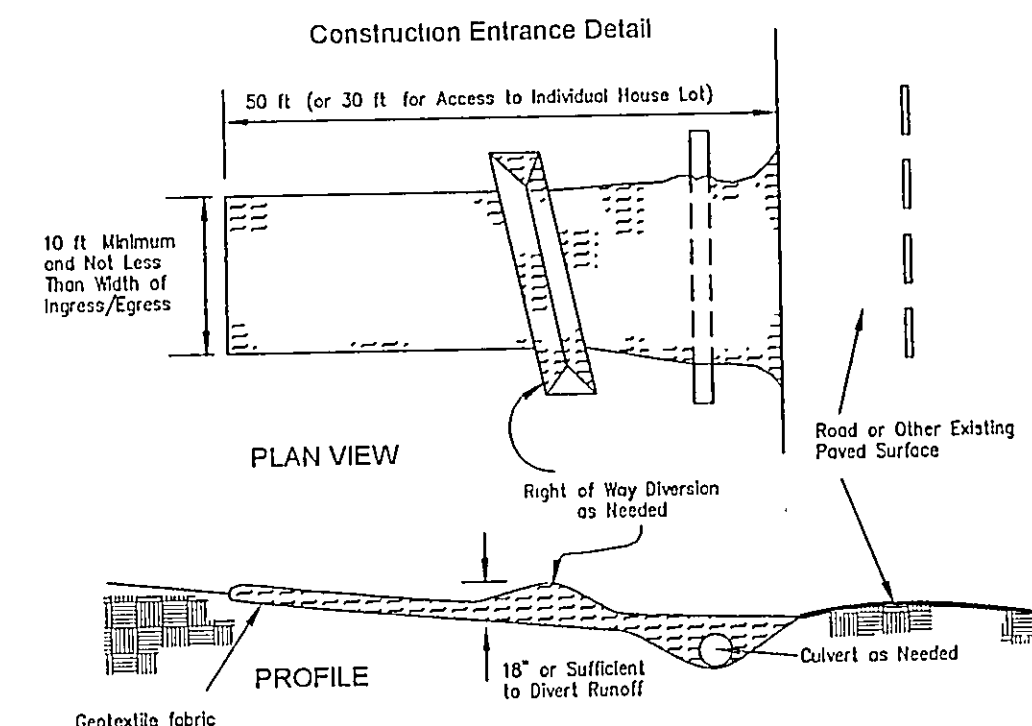 Construction Entrance Detail
50 ft (or 30 ft for Access to Individual House Lot)
10 ft Minimum
and Not Less
Than Width of
Ingress/Egress
PLAN VIEW
Road or Other Existing
Paved Surface
Right of Way Diversion
as Needed
18" or Sufficient
to Divert Runoff
Culvert as Needed
PROFILE
Geotextile fabric